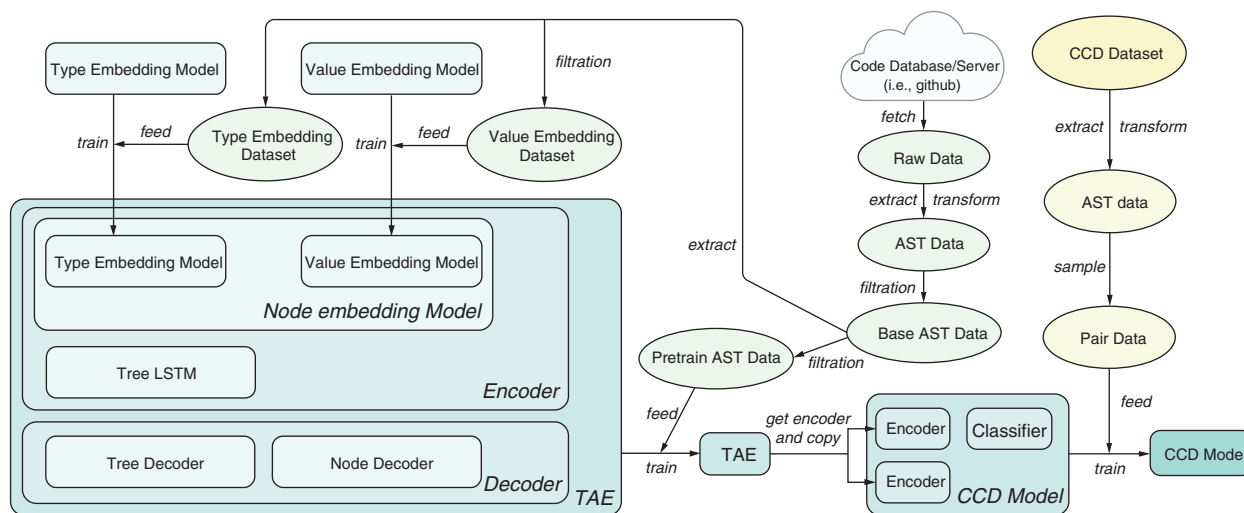 Type Embedding Model
Value Embedding Model
filtration
Code Database/Server
(i.e., github)
CCD Dataset
train
feed
Type Embedding
Dataset
train
feed
Value Embedding
Dataset
fetch
Raw Data
extract
transform
extract
transform
AST Data
AST data
Type Embedding Model
Value Embedding Model
Node embedding Model
extract
filtration
sample
Base AST Data
Pair Data
Pretrain AST Data
filtration
Tree LSTM
Encoder
feed
get encoder
and copy
feed
Tree Decoder
Node Decoder
Decoder
TAE
train
TAE
Encoder
Classifier
Encoder
CCD Model
train
CCD Model